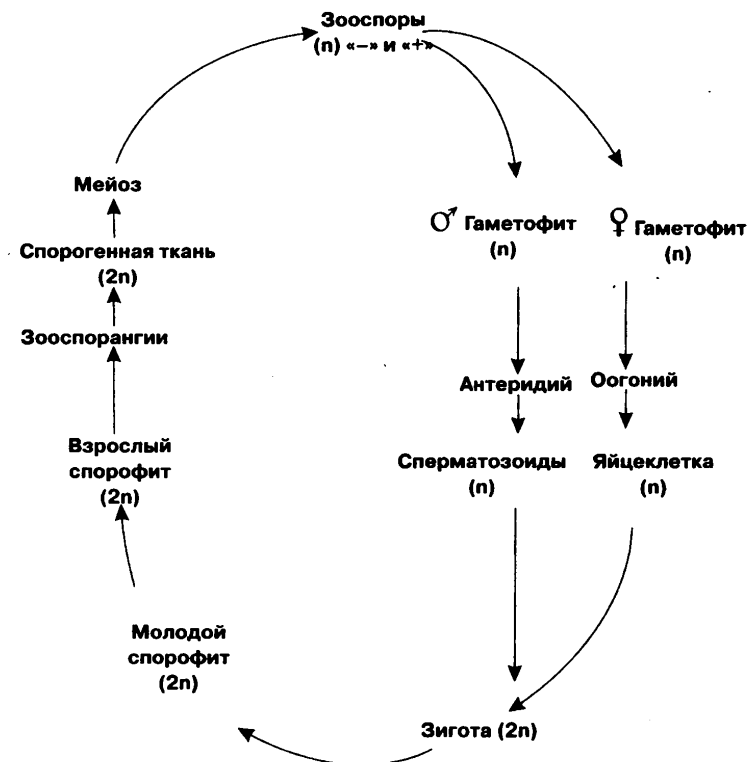 Зооспоры
(n) «–» и «+»
Мейоз
Спорогенная ткань
(2n)
Зооспорангии
Взрослый
спорофит
(2n)
Молодой
спорофит
(2n)
♂ Гаметофит
(n)
♀ Гаметофит
(n)
Антеридий
Оогоний
Сперматозоиды
(n)
Яйцеклетка
(n)
Зигота (2n)